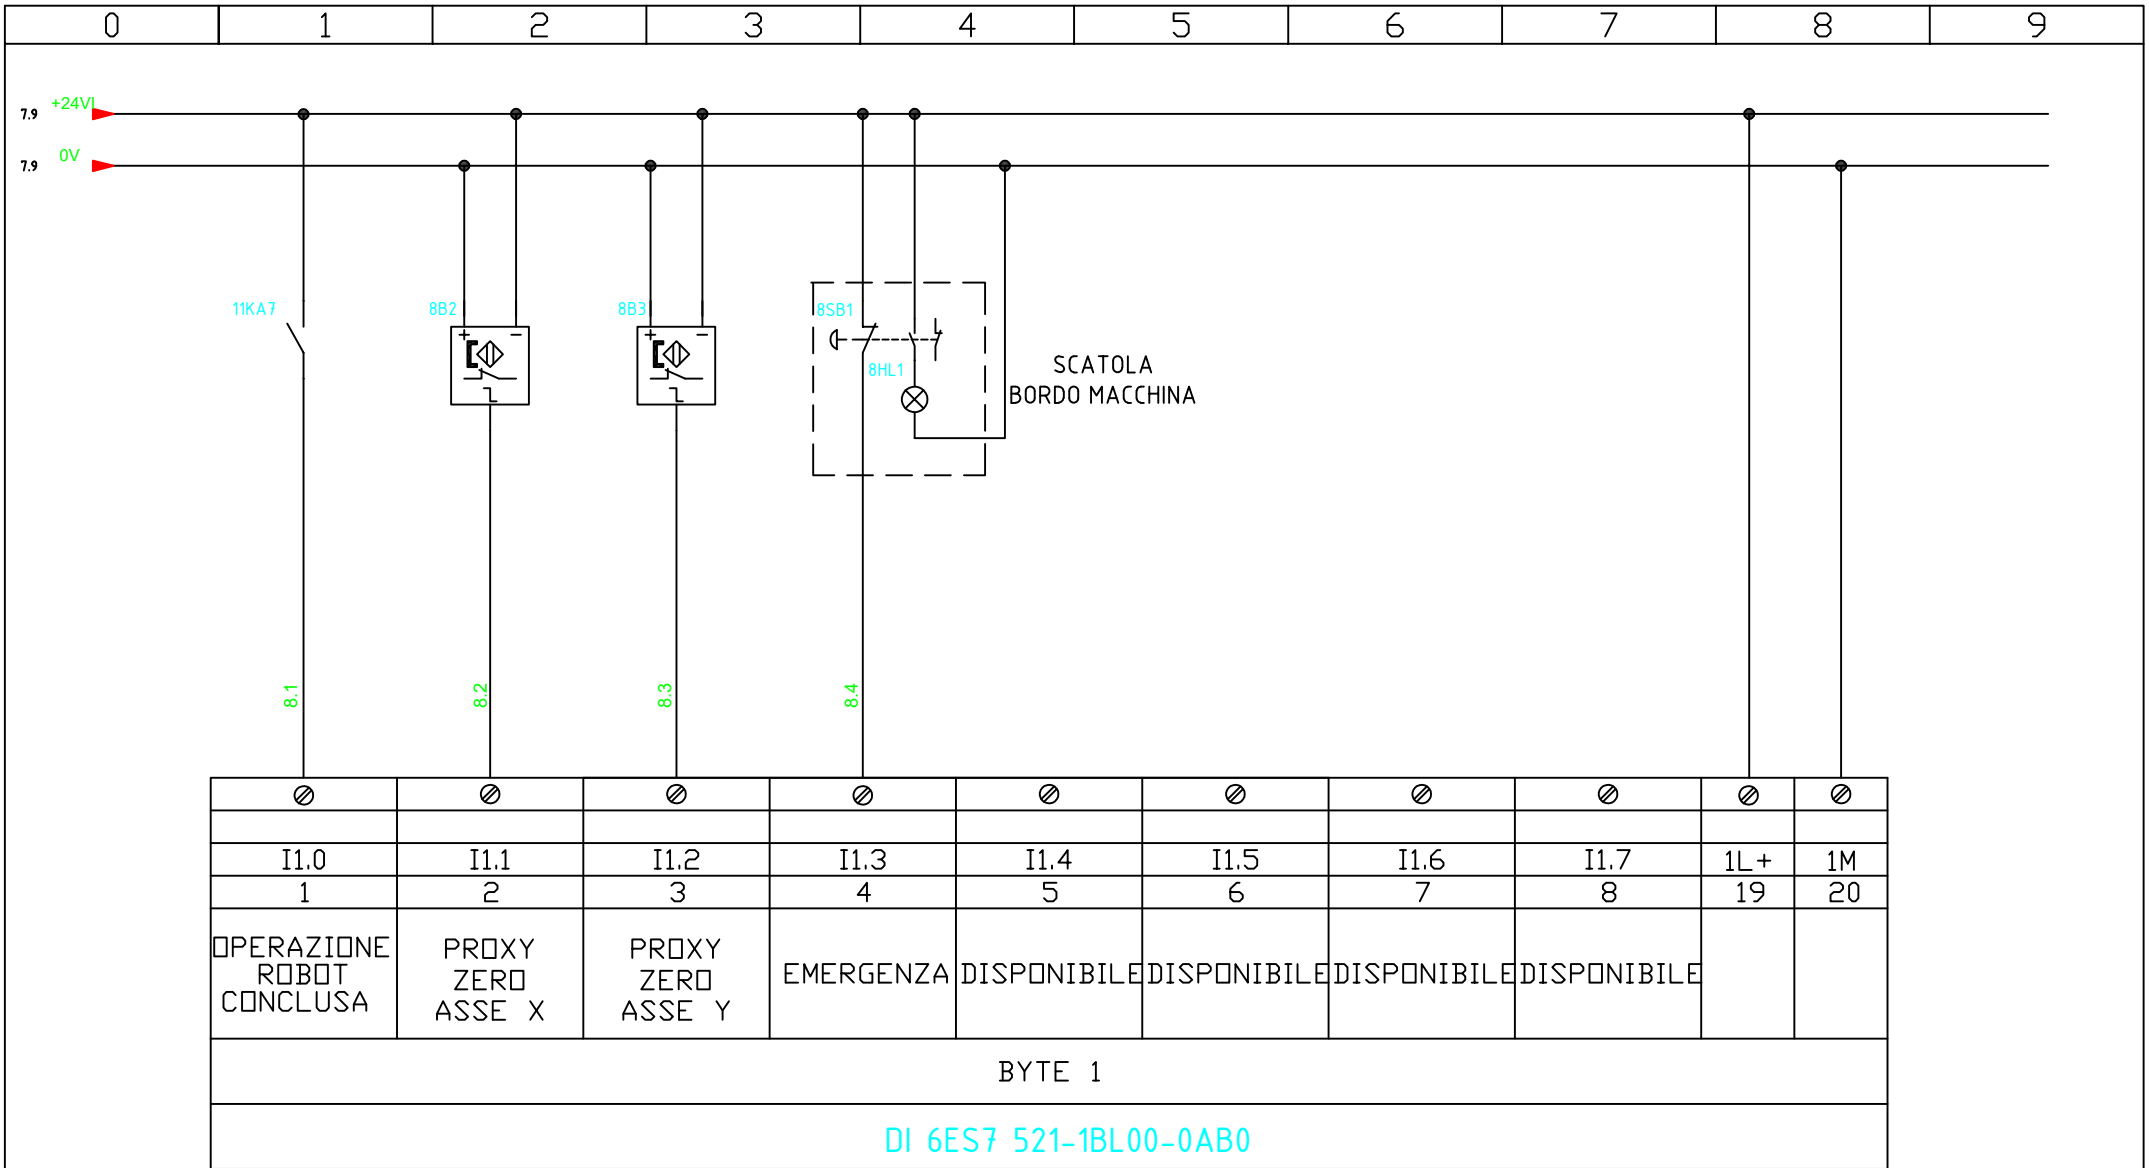 0 1 2 3 4 5 6 7 8 9
7.9 +24VI
7.9 0V
11KA7 8B2 8B3 8SB1
+ - + -
8HL1
SCATOLA
BORDO MACCHINA
8.1 8.2 8.3 8.4
I1.0 I1.1 I1.2 I1.3 I1.4 I1.5 I1.6 I1.7 1L+ 1M
1 2 3 4 5 6 7 8 19 20
OPERAZIONE
ROBOT
CONCLUSA
PROXY
ZERO
ASSE X
PROXY
ZERO
ASSE Y
EMERGENZA
DISPONIBILE
DISPONIBILE
DISPONIBILE
DISPONIBILE
BYTE 1
DI 6ES7 521-1BL00-0AB0